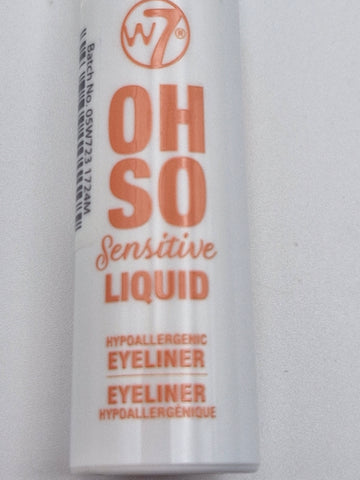 W7®
OH
SO
Sensitive
LIQUID
HYPOALLERGENIC
EYELINER
EYELINER
HYPOALLERGÉNIQUE
Batch No. 05W723 1724M